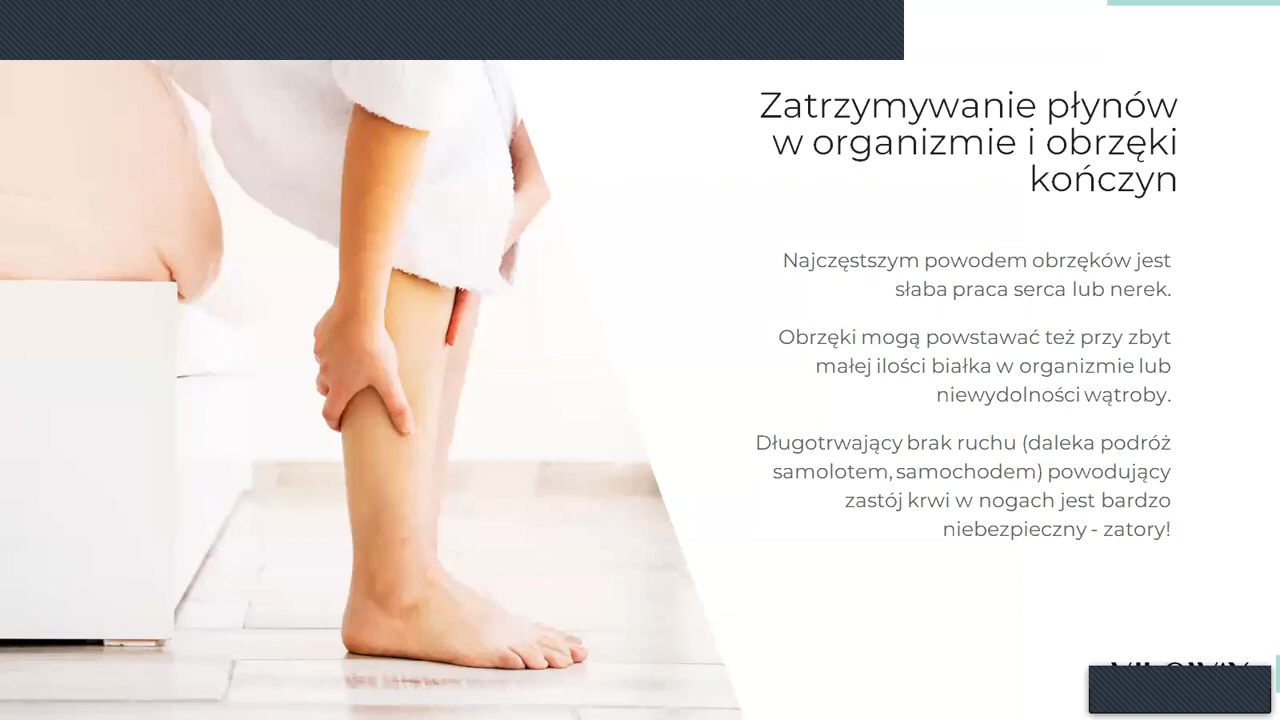 Zatrzymywanie płynów
w organizmie i obrzęki
kończyn
Najczęstszym powodem obrzęków jest
słaba praca serca lub nerek.
Obrzęki mogą powstawać też przy zbyt
małej ilości białka w organizmie lub
niewydolności wątroby.
Długotrwający brak ruchu (daleka podróż
samolotem, samochodem) powodujący
zastój krwi w nogach jest bardzo
niebezpieczny - zatory!